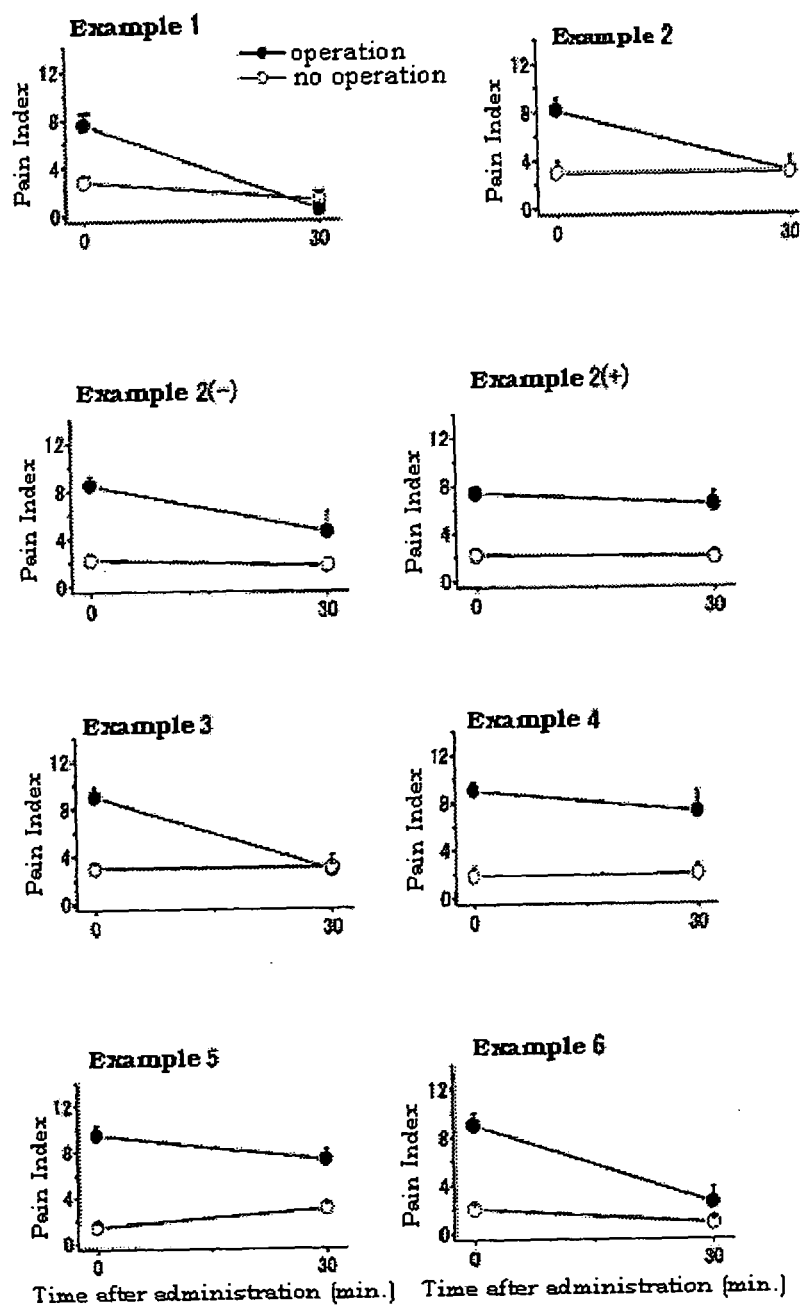 Example 1
operation
no operation
Pain Index
12
8
4
0
0
30
Example 2
Pain Index
12
8
4
0
0
30
Example 2(-)
Pain Index
12
8
4
0
0
30
Example 2(+)
Pain Index
12
8
4
0
0
30
Example 3
Pain Index
12
8
4
0
0
30
Example 4
Pain Index
12
8
4
0
0
30
Example 5
Pain Index
12
8
4
0
0
30
Time after administration (min.)
Example 6
Pain Index
12
8
4
0
0
30
Time after administration (min.)